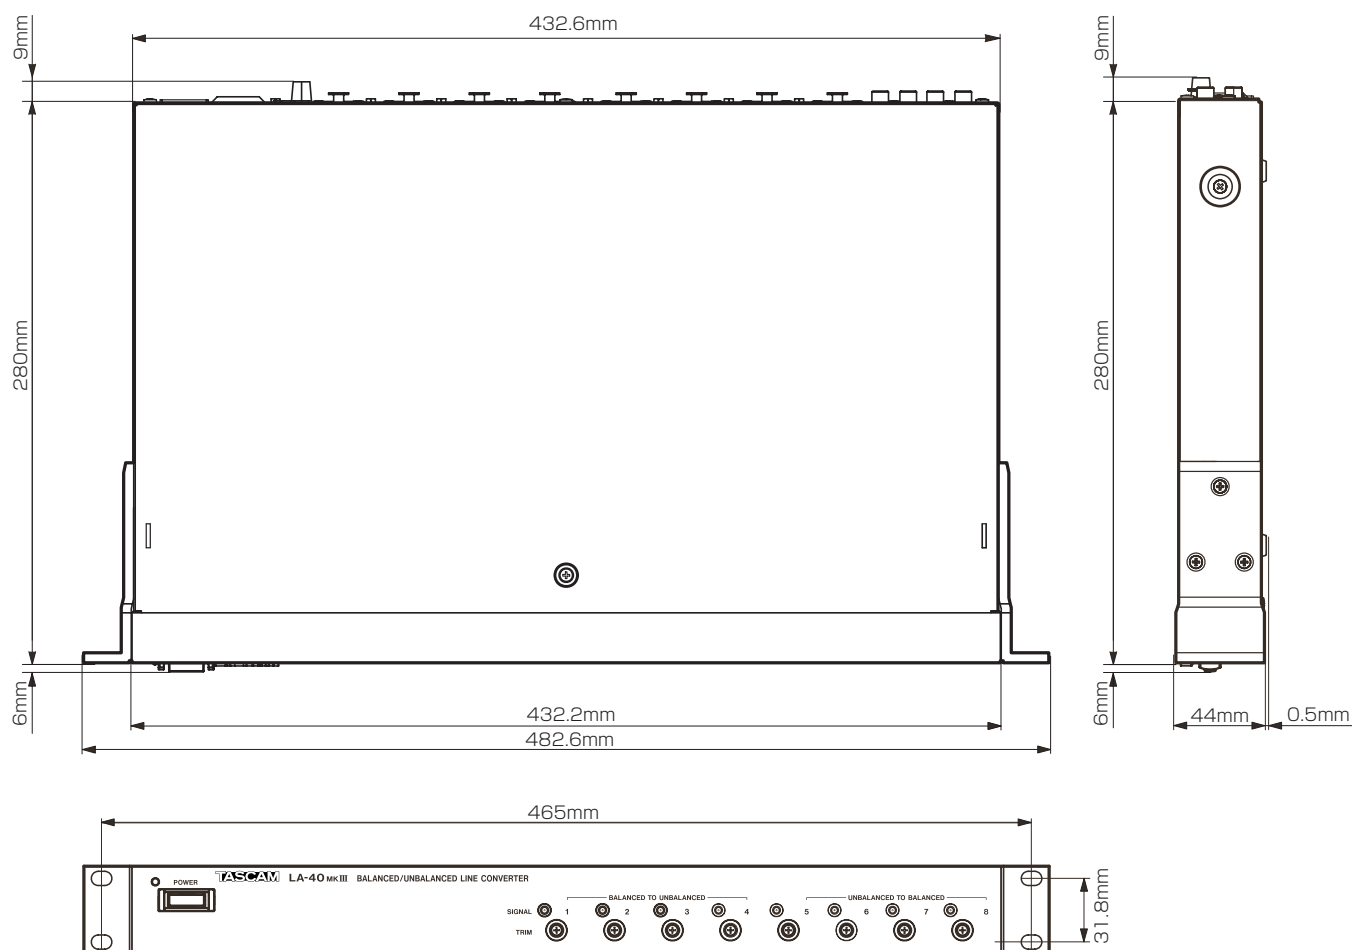 432.6mm
9mm
9mm
280mm
280mm
6mm
6mm
432.2mm
482.6mm
44mm
0.5mm
465mm
POWER
TASCAM LA-40 MK III BALANCED/UNBALANCED LINE CONVERTER
BALANCED TO UNBALANCED
UNBALANCED TO BALANCED
SIGNAL 1 2 3 4 5 6 7 8
TRIM
31.8mm